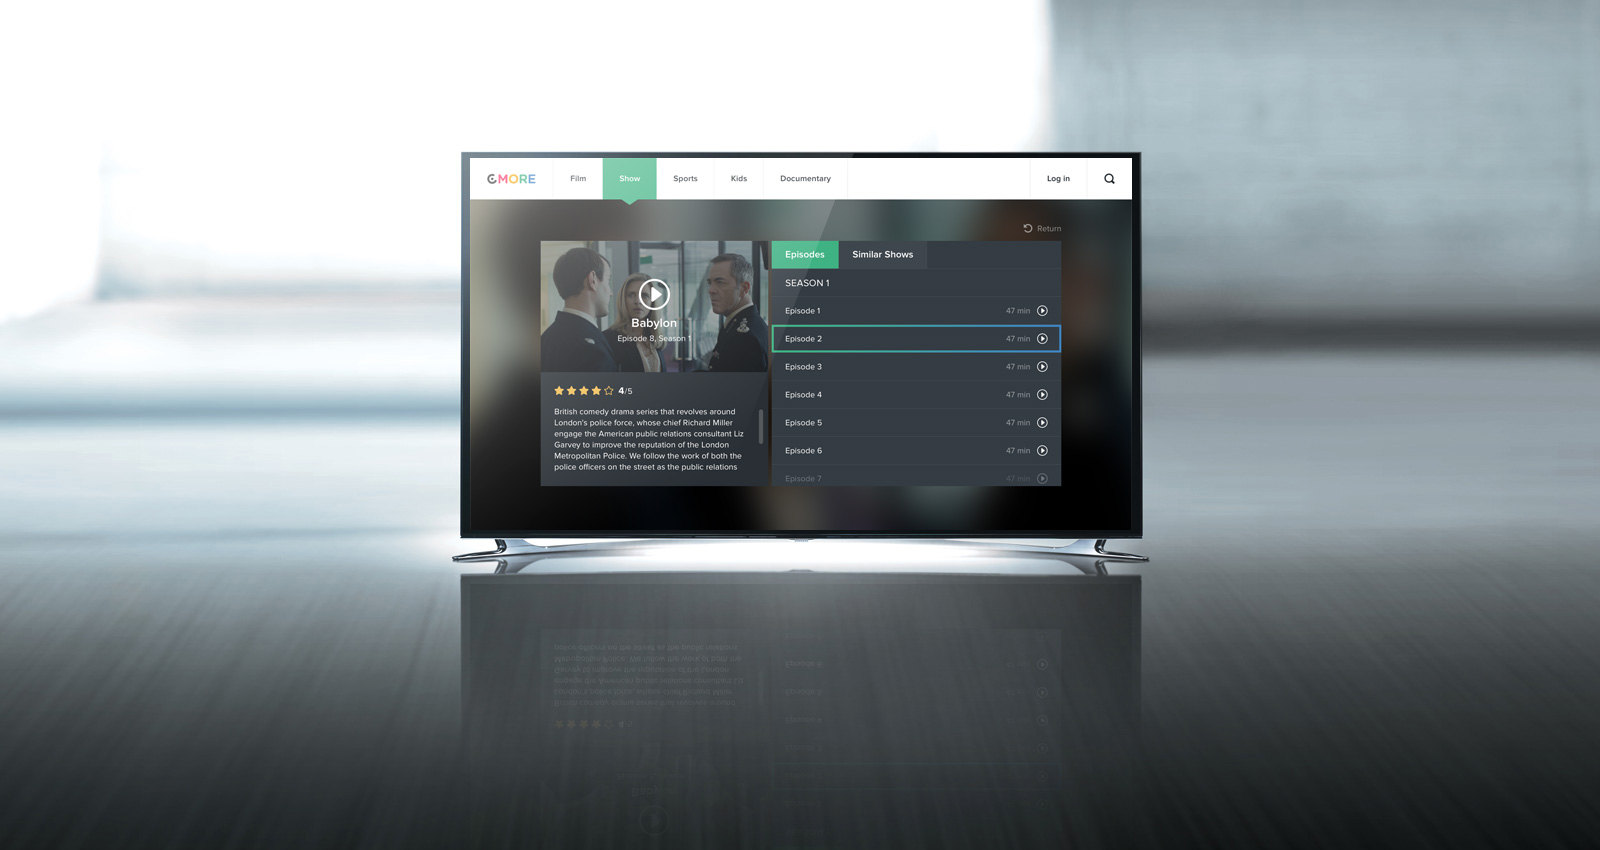 CMORE
Film
Show
Sports
Kids
Documentary
Log in
Return
Babylon
Episode 8, Season 1
4/5
British comedy drama series that revolves around
London's police force, whose chief Richard Miller
engage the American public relations consultant Liz
Garvey to improve the reputation of the London
Metropolitan Police. We follow the work of both the
police officers on the street as the public relations
Episodes
Similar Shows
SEASON 1
Episode 1 47 min
Episode 2 47 min
Episode 3 47 min
Episode 4 47 min
Episode 5 47 min
Episode 6 47 min
Episode 7 47 min